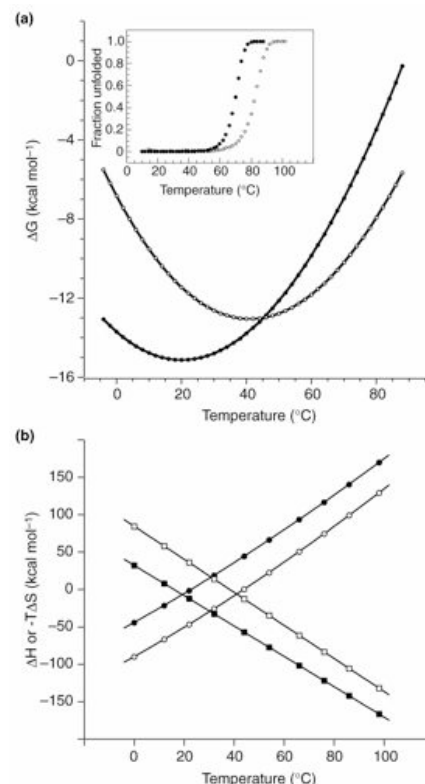 (a)
1.0
0.8
0.6
0.4
0.2
0
Fraction unfolded
0 20 40 60 80 100
Temperature (°C)
0
−4
−8
−12
−16
ΔG (kcal mol−1)
0 20 40 60 80
Temperature (°C)
(b)
150
100
50
0
−50
−100
−150
ΔH or -TΔS (kcal mol−1)
0 20 40 60 80 100
Temperature (°C)